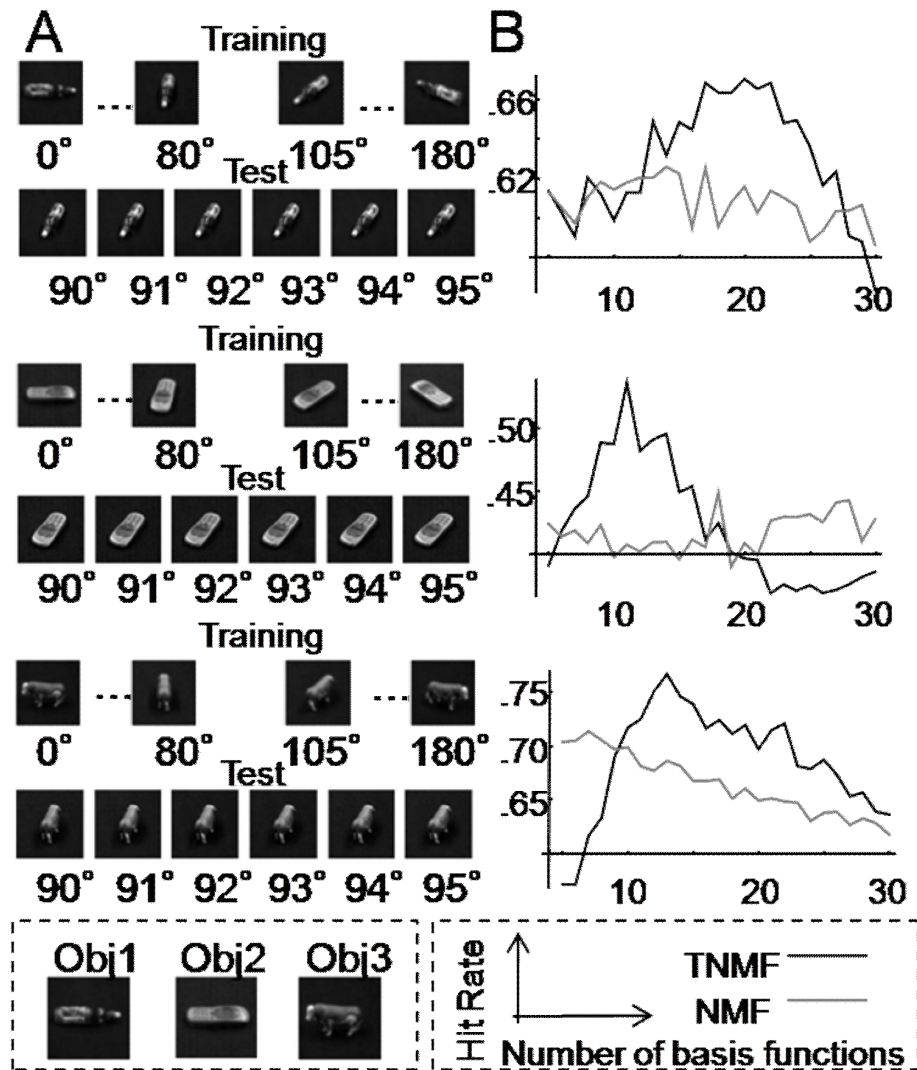 A
Training
0° 80° 105° 180°
Test
90° 91° 92° 93° 94° 95°
Training
0° 80° 105° 180°
Test
90° 91° 92° 93° 94° 95°
Training
0° 80° 105° 180°
Test
90° 91° 92° 93° 94° 95°
Obj1 Obj2 Obj3
B
.66
.62
10 20 30
.50
.45
10 20 30
.75
.70
.65
10 20 30
Hit Rate
TNMF
NMF
Number of basis functions